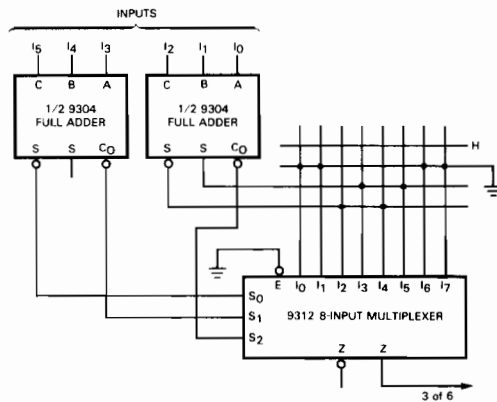 INPUTS
I5 I4 I3 I2 I1 I0
C B A C B A
1/2 9304 FULL ADDER
1/2 9304 FULL ADDER
S S CO S S CO
H
E I0 I1 I2 I3 I4 I5 I6 I7
S0
9312 8-INPUT MULTIPLEXER
S1
S2
Z Z
3 of 6